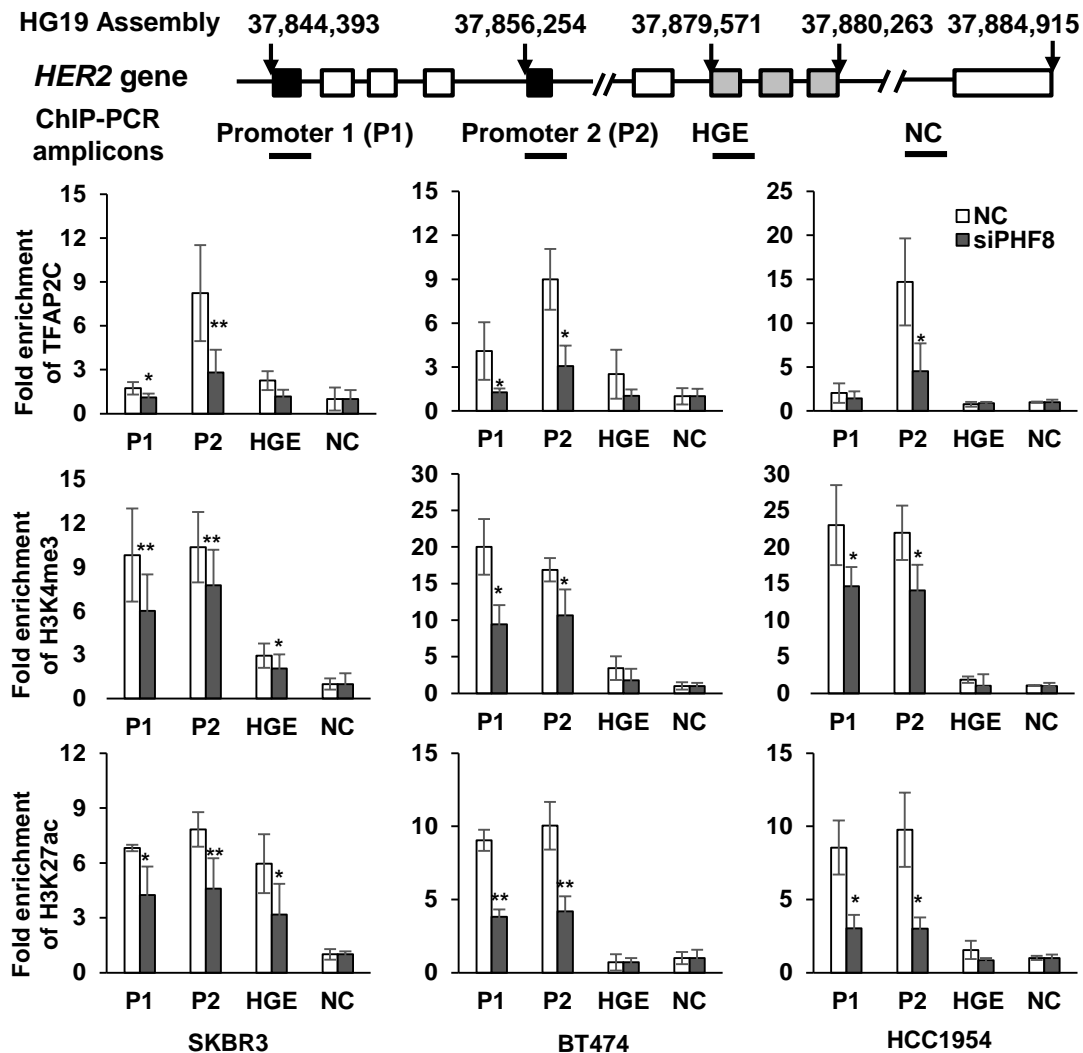 HG19 Assembly 37,844,393 37,856,254 37,879,571 37,880,263 37,884,915
HER2 gene
ChIP-PCR amplicons Promoter 1 (P1) Promoter 2 (P2) HGE NC
Fold enrichment of TFAP2C
15
12
9
6
3
0
* ** 
P1 P2 HGE NC
15
12
9
6
3
0
* *
P1 P2 HGE NC
25
20
15
10
5
0
NC
siPHF8
*
P1 P2 HGE NC
Fold enrichment of H3K4me3
15
12
9
6
3
0
** ** *
P1 P2 HGE NC
30
25
20
15
10
5
0
* *
P1 P2 HGE NC
30
25
20
15
10
5
0
* *
P1 P2 HGE NC
Fold enrichment of H3K27ac
12
9
6
3
0
* ** *
P1 P2 HGE NC
SKBR3
15
10
5
0
** **
P1 P2 HGE NC
BT474
15
10
5
0
* *
P1 P2 HGE NC
HCC1954